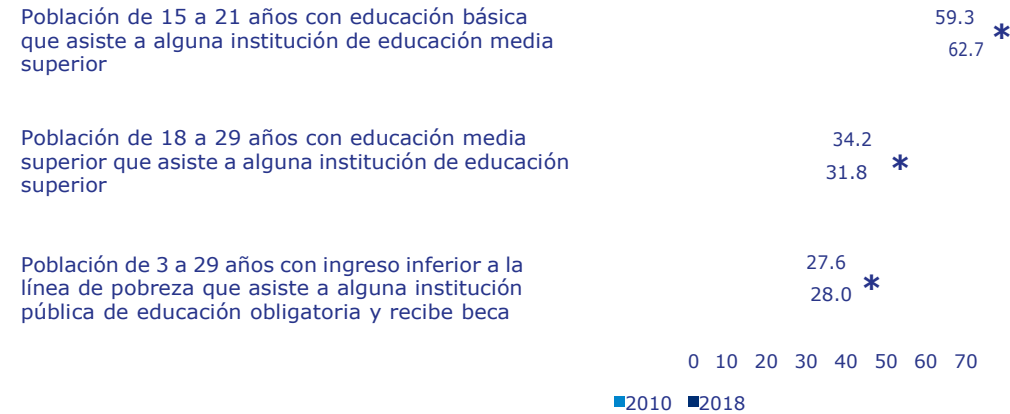 Población de 15 a 21 años con educación básica
que asiste a alguna institución de educación media
superior
59.3
62.7
*
Población de 18 a 29 años con educación media
superior que asiste a alguna institución de educación
superior
34.2
31.8
*
Población de 3 a 29 años con ingreso inferior a la
línea de pobreza que asiste a alguna institución
pública de educación obligatoria y recibe beca
27.6
28.0
*
0 10 20 30 40 50 60 70
2010 2018